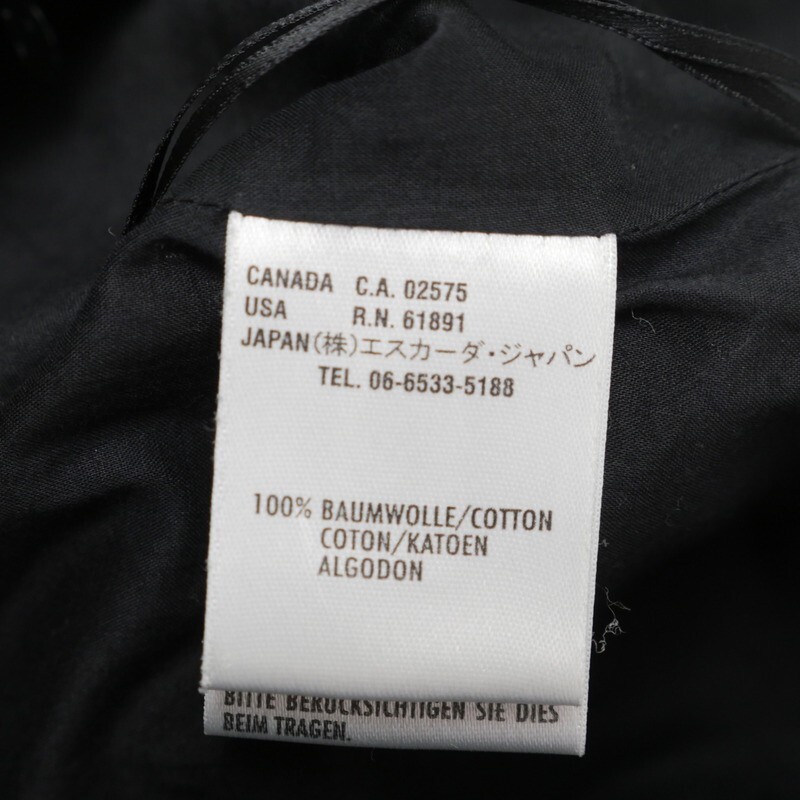 CANADA C.A. 02575
USA R.N. 61891
JAPAN(株)エスカーダ・ジャパン
TEL. 06-6533-5188
100% BAUMWOLLE/COTTON
COTON/KATOEN
ALGODON
BITTE BERÜCKSICHTIGEN SIE DIES
BEIM TRAGEN.